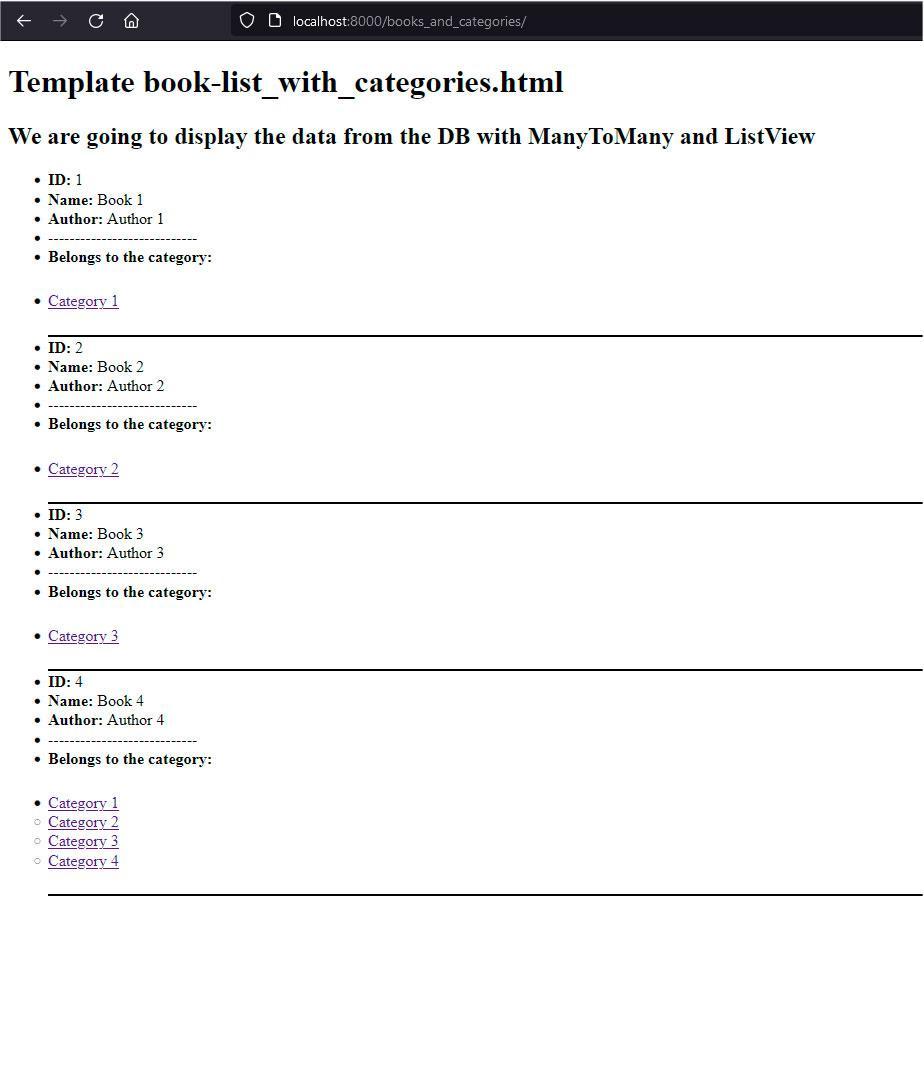 localhost:8000/books_and_categories/
Template book-list_with_categories.html
We are going to display the data from the DB with ManyToMany and ListView
ID: 1
Name: Book 1
Author: Author 1
----------------------------
Belongs to the category:
Category 1
ID: 2
Name: Book 2
Author: Author 2
----------------------------
Belongs to the category:
Category 2
ID: 3
Name: Book 3
Author: Author 3
----------------------------
Belongs to the category:
Category 3
ID: 4
Name: Book 4
Author: Author 4
----------------------------
Belongs to the category:
Category 1
Category 2
Category 3
Category 4